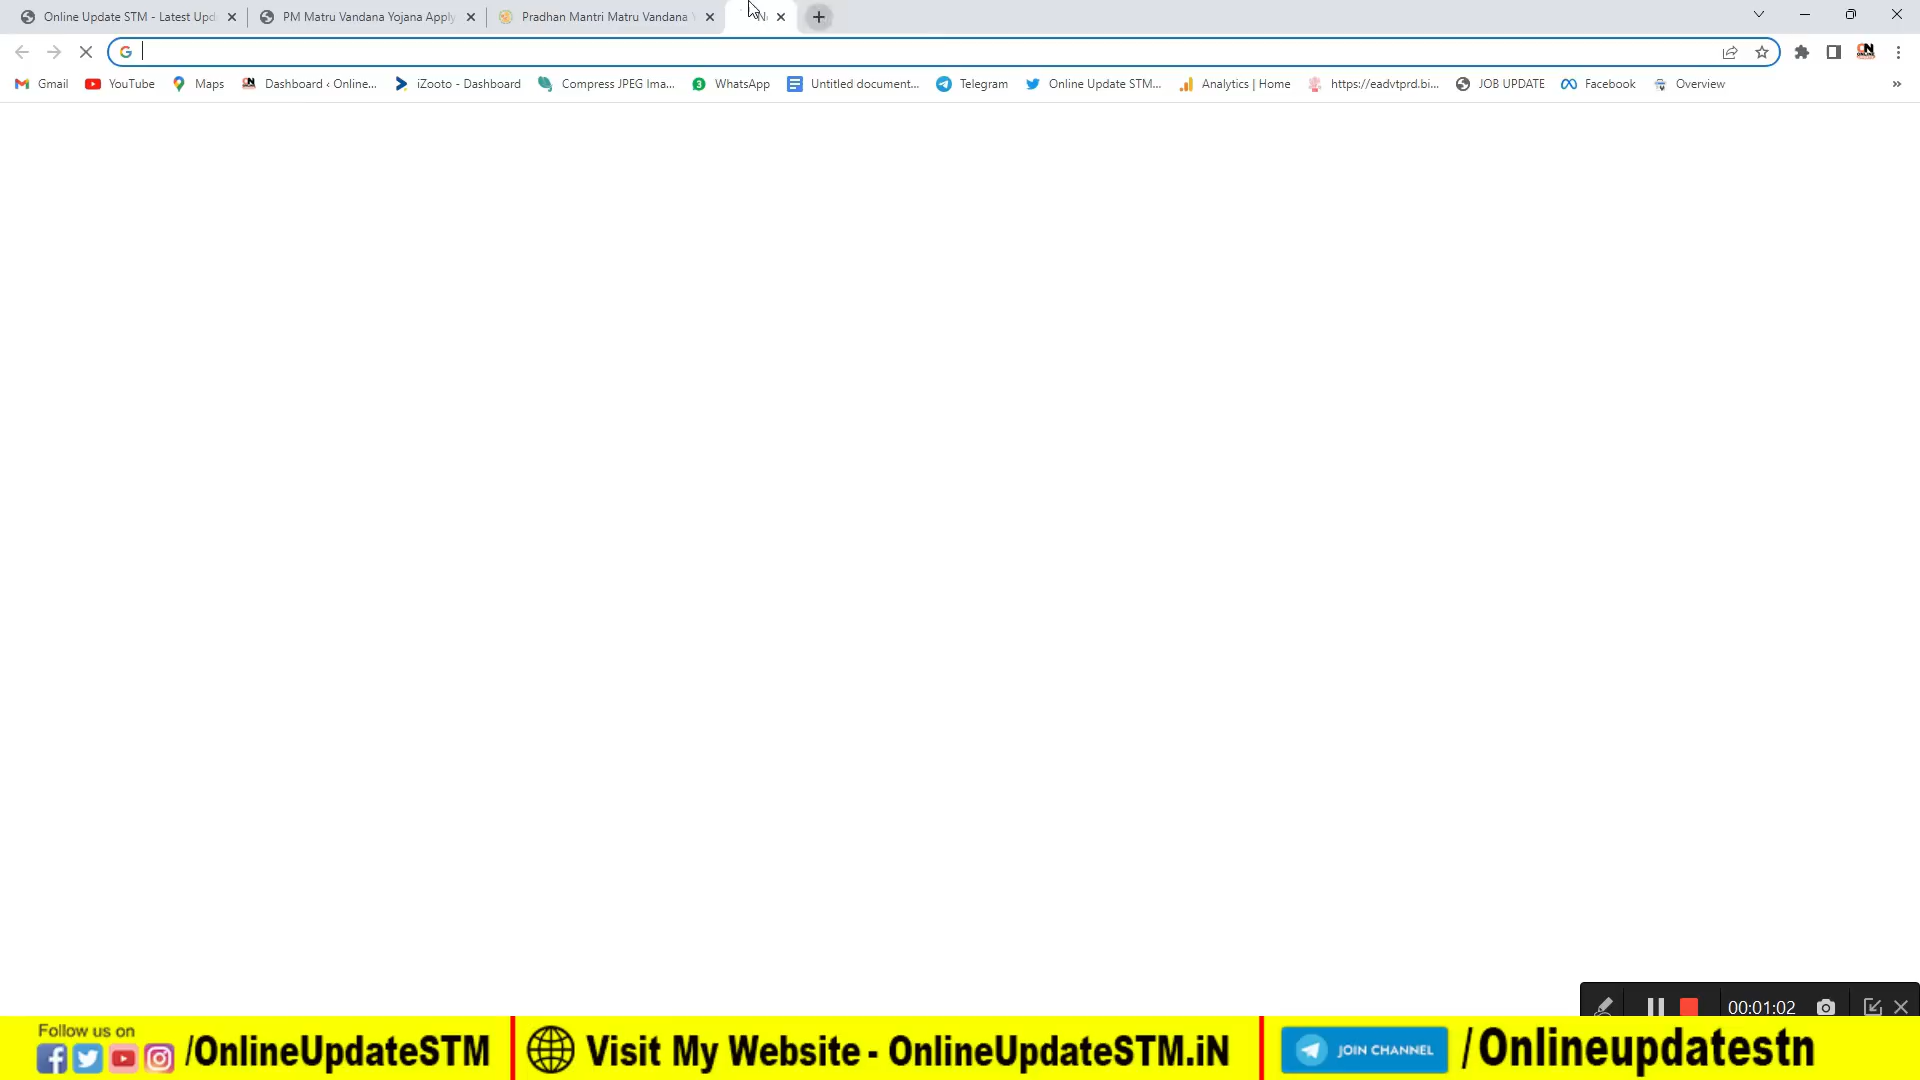 Online Update STM - Latest Upd
PM Matru Vandana Yojana Apply
Pradhan Mantri Matru Vandana Y
Gmail
YouTube
Maps
Dashboard ‹ Online...
iZooto - Dashboard
Compress JPEG Ima...
WhatsApp
Untitled document...
Telegram
Online Update STM...
Analytics | Home
https://eadvtprd.bi...
JOB UPDATE
Facebook
Overview
»
00:01:02
Follow us on
/OnlineUpdateSTM
Visit My Website - OnlineUpdateSTM.iN
JOIN CHANNEL
/Onlineupdatestn